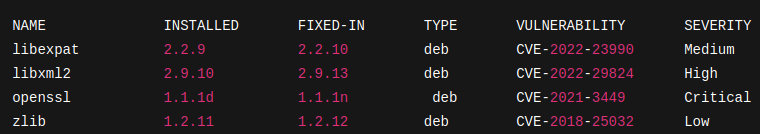 NAME INSTALLED FIXED-IN TYPE VULNERABILITY SEVERITY
libexpat 2.2.9 2.2.10 deb CVE-2022-23990 Medium
libxml2 2.9.10 2.9.13 deb CVE-2022-29824 High
openssl 1.1.1d 1.1.1n deb CVE-2021-3449 Critical
zlib 1.2.11 1.2.12 deb CVE-2018-25032 Low